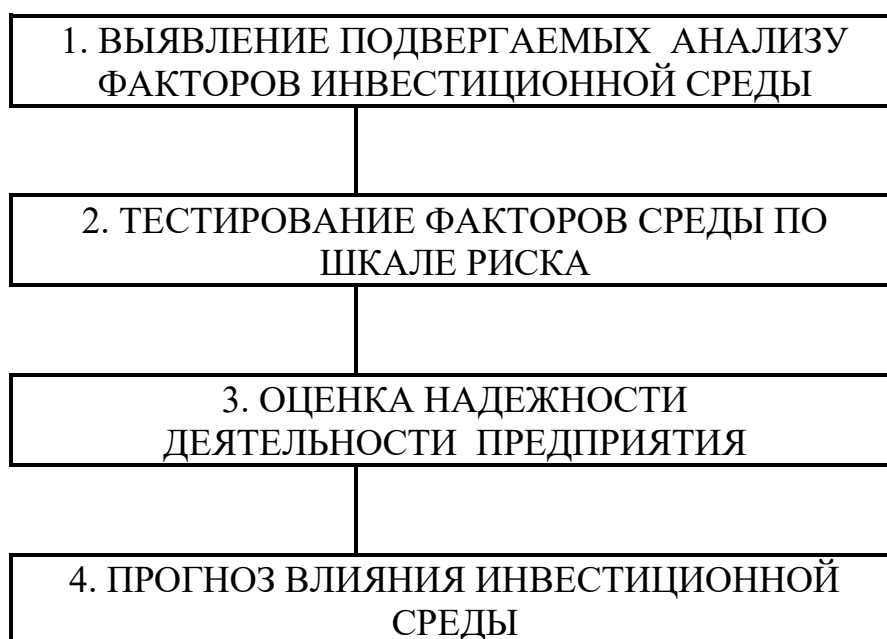 1. ВЫЯВЛЕНИЕ ПОДВЕРГАЕМЫХ АНАЛИЗУ
ФАКТОРОВ ИНВЕСТИЦИОННОЙ СРЕДЫ
2. ТЕСТИРОВАНИЕ ФАКТОРОВ СРЕДЫ ПО
ШКАЛЕ РИСКА
3. ОЦЕНКА НАДЕЖНОСТИ
ДЕЯТЕЛЬНОСТИ ПРЕДПРИЯТИЯ
4. ПРОГНОЗ ВЛИЯНИЯ ИНВЕСТИЦИОННОЙ
СРЕДЫ